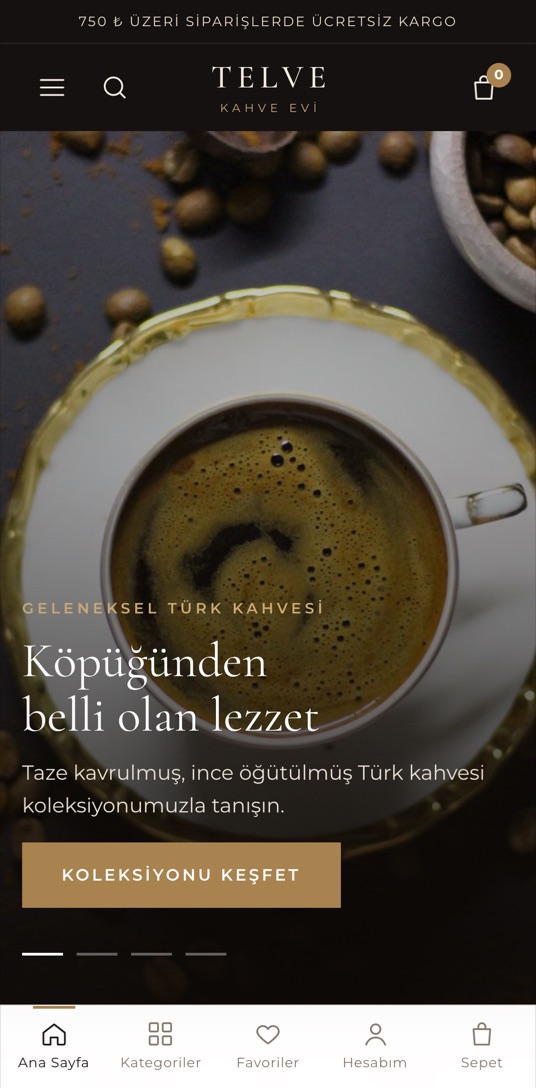 750 ₺ ÜZERİ SİPARİŞLERDE ÜCRETSİZ KARGO
TELVE
KAHVE EVİ
0
GELENEKSEL TÜRK KAHVESİ
Köpüğünden
belli olan lezzet
Taze kavrulmuş, ince öğütülmüş Türk kahvesi
koleksiyonumuzla tanışın.
KOLEKSİYONU KEŞFET
Ana Sayfa
Kategoriler
Favoriler
Hesabım
Sepet